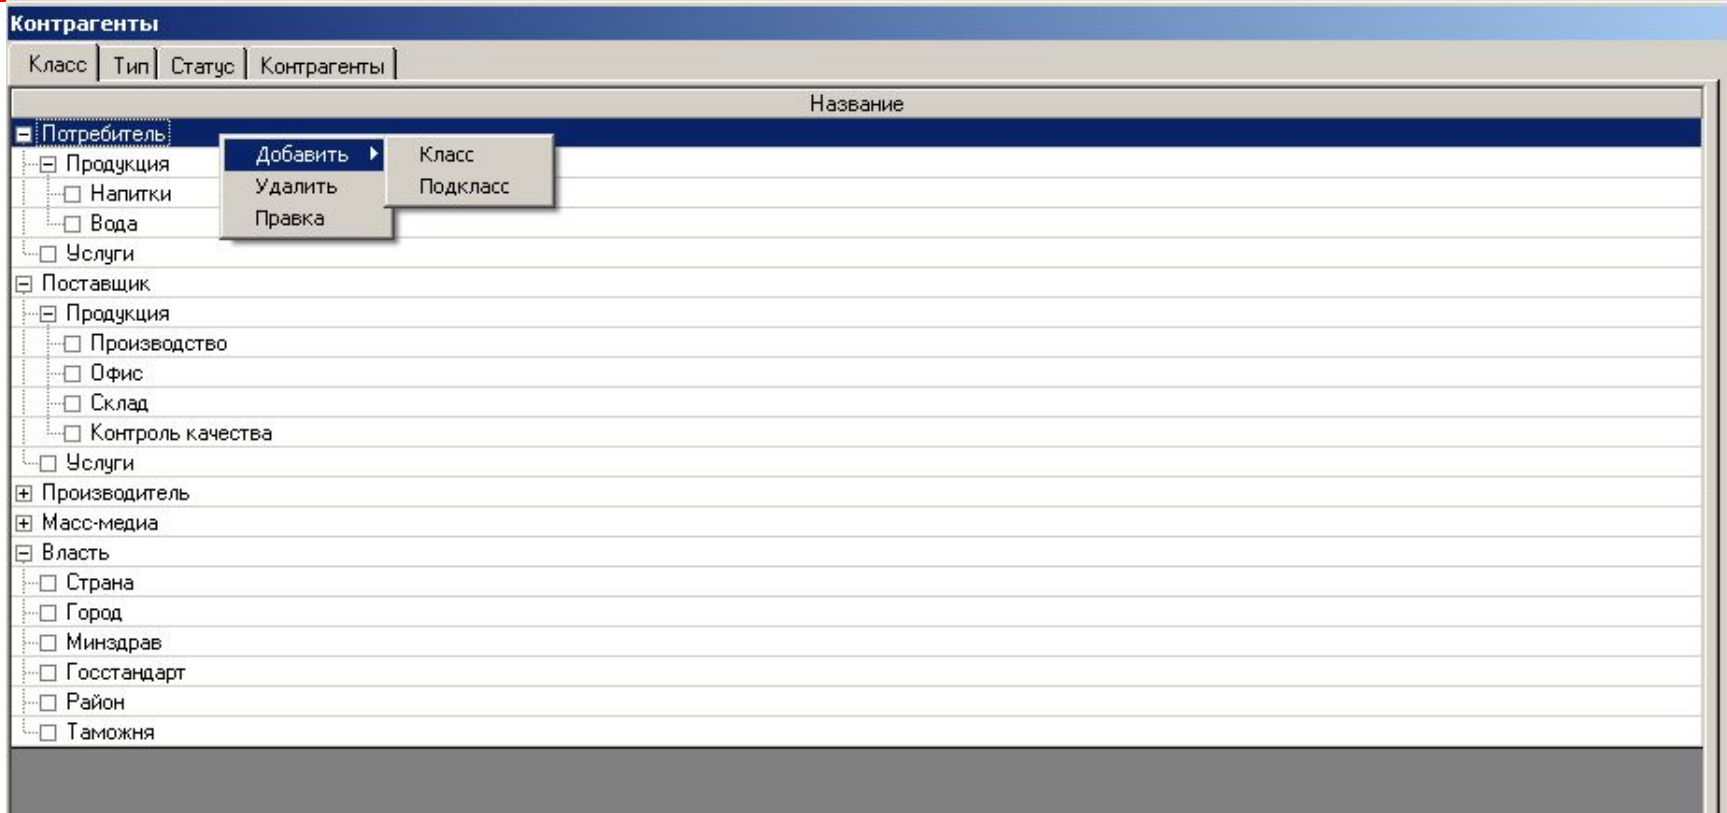 Контрагенты
Класс Тип Статус Контрагенты
Название
Потребитель
Добавить Класс
Продукция
Удалить Подкласс
Напитки
Правка
Вода
Услуги
Поставщик
Продукция
Производство
Офис
Склад
Контроль качества
Услуги
Производитель
Масс-медиа
Власть
Страна
Город
Минздрав
Госстандарт
Район
Таможня